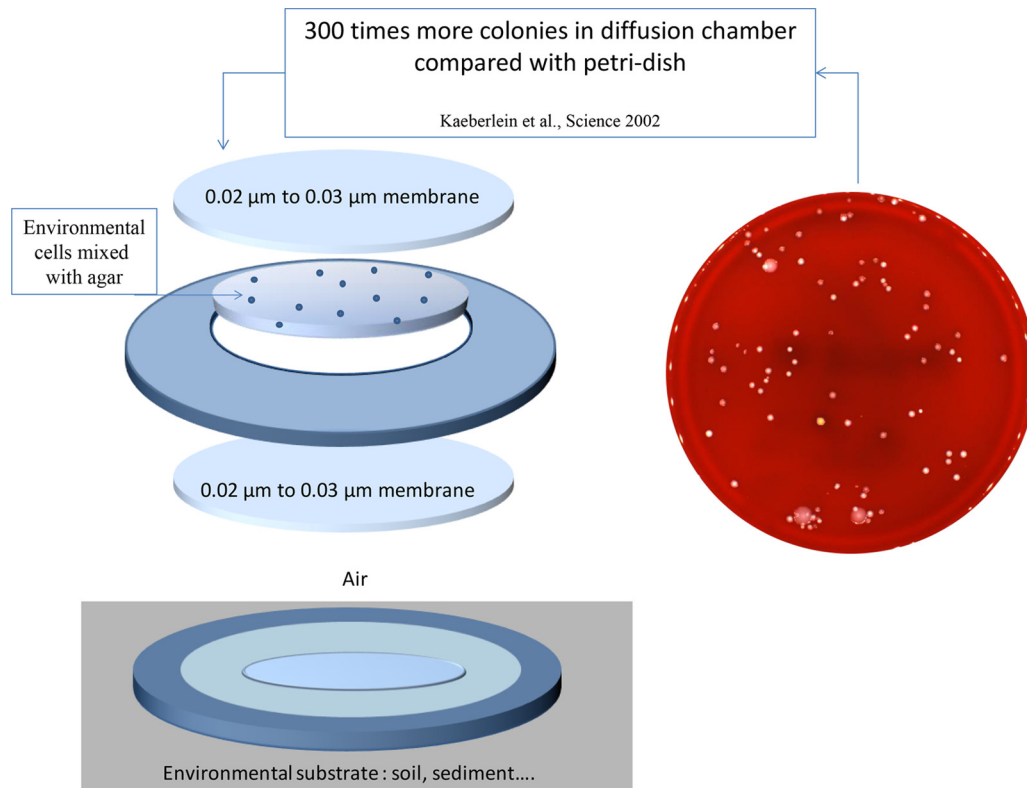 300 times more colonies in diffusion chamber
compared with petri-dish
Kaeberlein et al., Science 2002
0.02 µm to 0.03 µm membrane
Environmental
cells mixed
with agar
0.02 µm to 0.03 µm membrane
Air
Environmental substrate : soil, sediment....